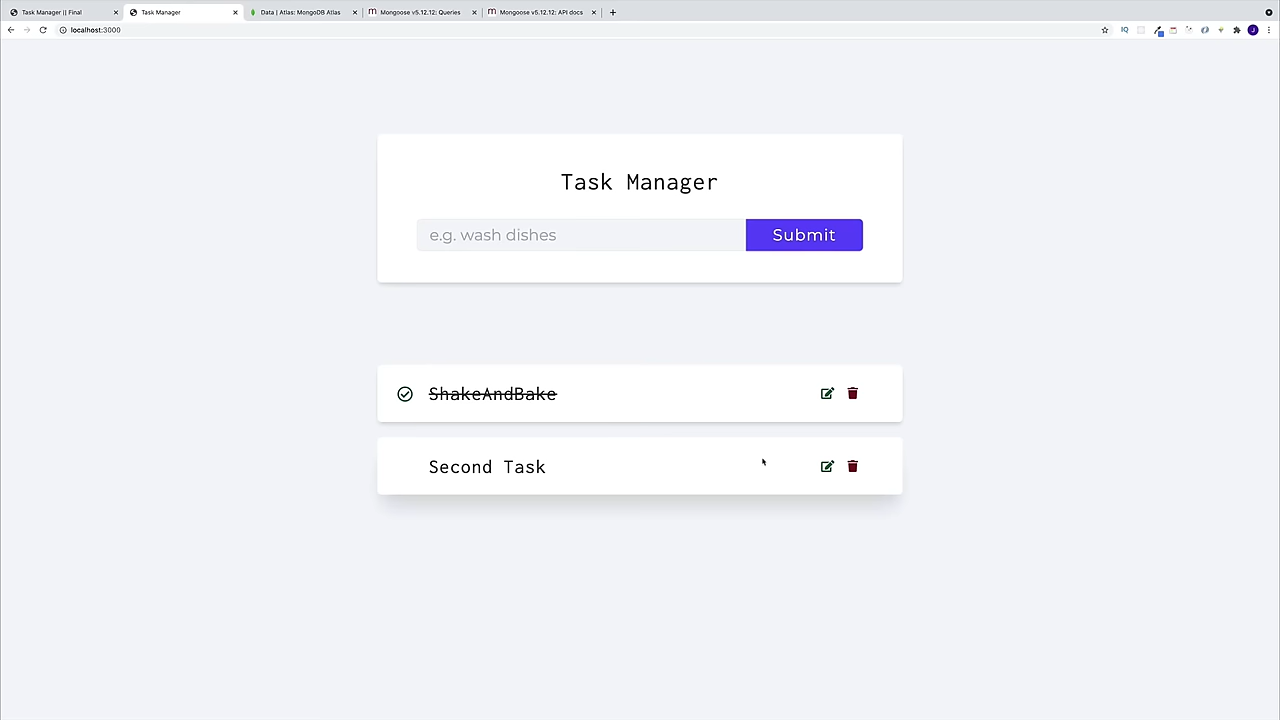 Task Manager || Final
Task Manager
Data | Atlas: MongoDB Atlas
Mongoose v5.12.12: Queries
Mongoose v5.12.12: API docs
localhost:3000
IQ
J
Task Manager
e.g. wash dishes
Submit
ShakeAndBake
Second Task